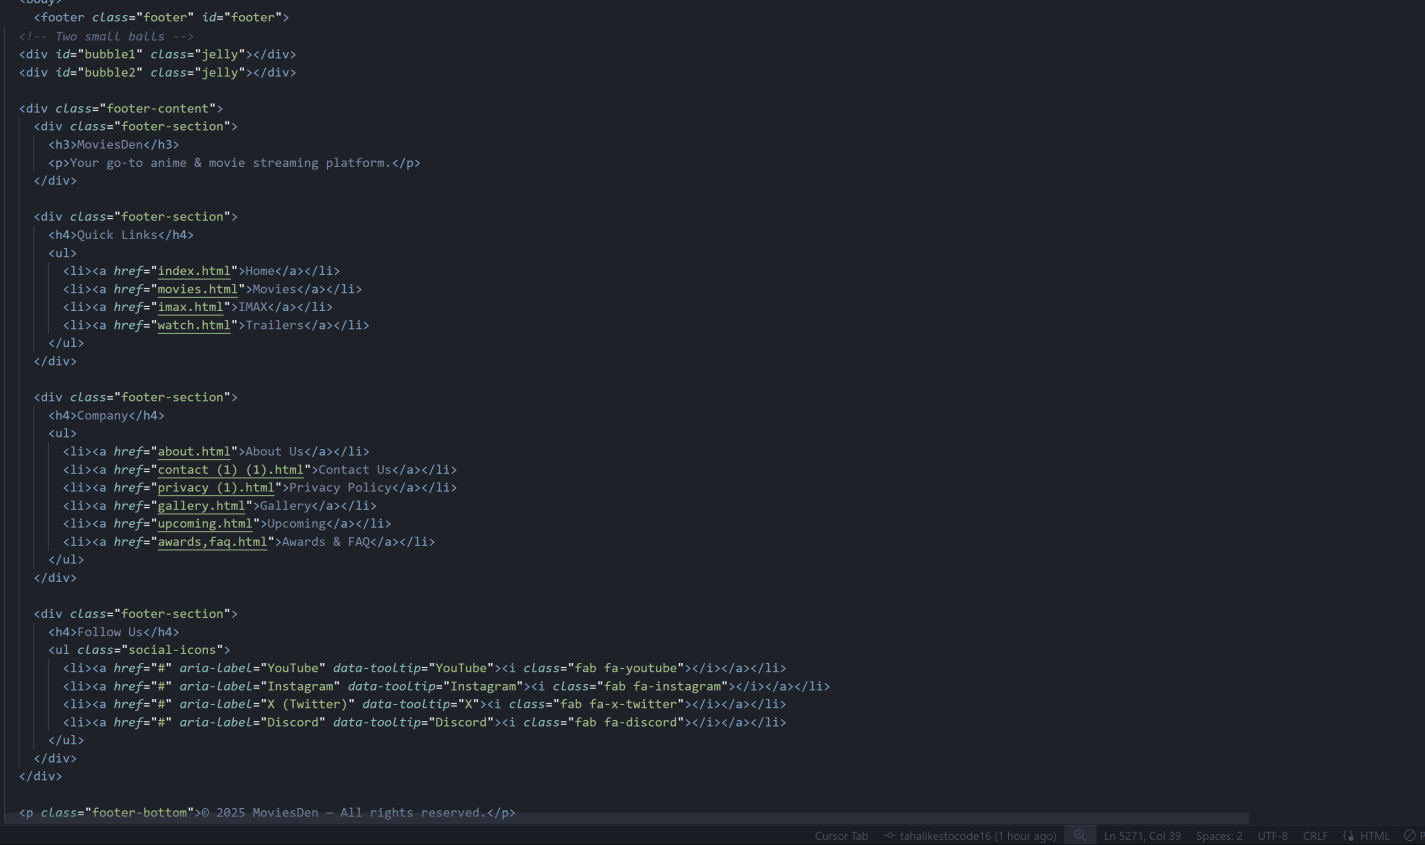 <body>
<footer class="footer" id="footer">
<!-- Two small balls -->
<div id="bubble1" class="jelly"></div>
<div id="bubble2" class="jelly"></div>
<div class="footer-content">
<div class="footer-section">
<h3>MoviesDen</h3>
<p>Your go-to anime & movie streaming platform.</p>
</div>
<div class="footer-section">
<h4>Quick Links</h4>
<ul>
<li><a href="index.html">Home</a></li>
<li><a href="movies.html">Movies</a></li>
<li><a href="imax.html">IMAX</a></li>
<li><a href="watch.html">Trailers</a></li>
</ul>
</div>
<div class="footer-section">
<h4>Company</h4>
<ul>
<li><a href="about.html">About Us</a></li>
<li><a href="contact (1) (1).html">Contact Us</a></li>
<li><a href="privacy (1).html">Privacy Policy</a></li>
<li><a href="gallery.html">Gallery</a></li>
<li><a href="upcoming.html">Upcoming</a></li>
<li><a href="awards,faq.html">Awards & FAQ</a></li>
</ul>
</div>
<div class="footer-section">
<h4>Follow Us</h4>
<ul class="social-icons">
<li><a href="#" aria-label="YouTube" data-tooltip="YouTube"><i class="fab fa-youtube"></i></a></li>
<li><a href="#" aria-label="Instagram" data-tooltip="Instagram"><i class="fab fa-instagram"></i></a></li>
<li><a href="#" aria-label="X (Twitter)" data-tooltip="X"><i class="fab fa-x-twitter"></i></a></li>
<li><a href="#" aria-label="Discord" data-tooltip="Discord"><i class="fab fa-discord"></i></a></li>
</ul>
</div>
</div>
<p class="footer-bottom">© 2025 MoviesDen — All rights reserved.</p>
Cursor Tab tahalikestocode16 (1 hour ago) Ln 5271, Col 39 Spaces: 2 UTF-8 CRLF HTML